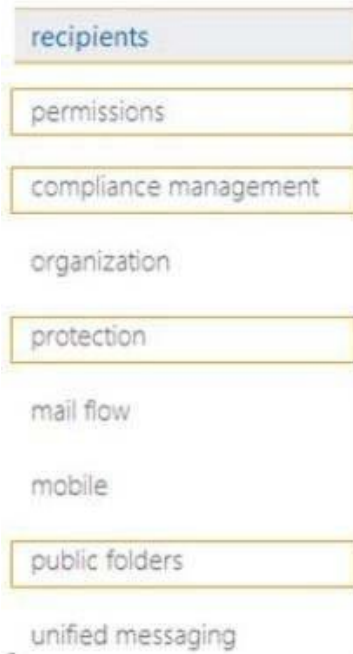 recipients
permissions
compliance management
organization
protection
mail flow
mobile
public folders
unified messaging